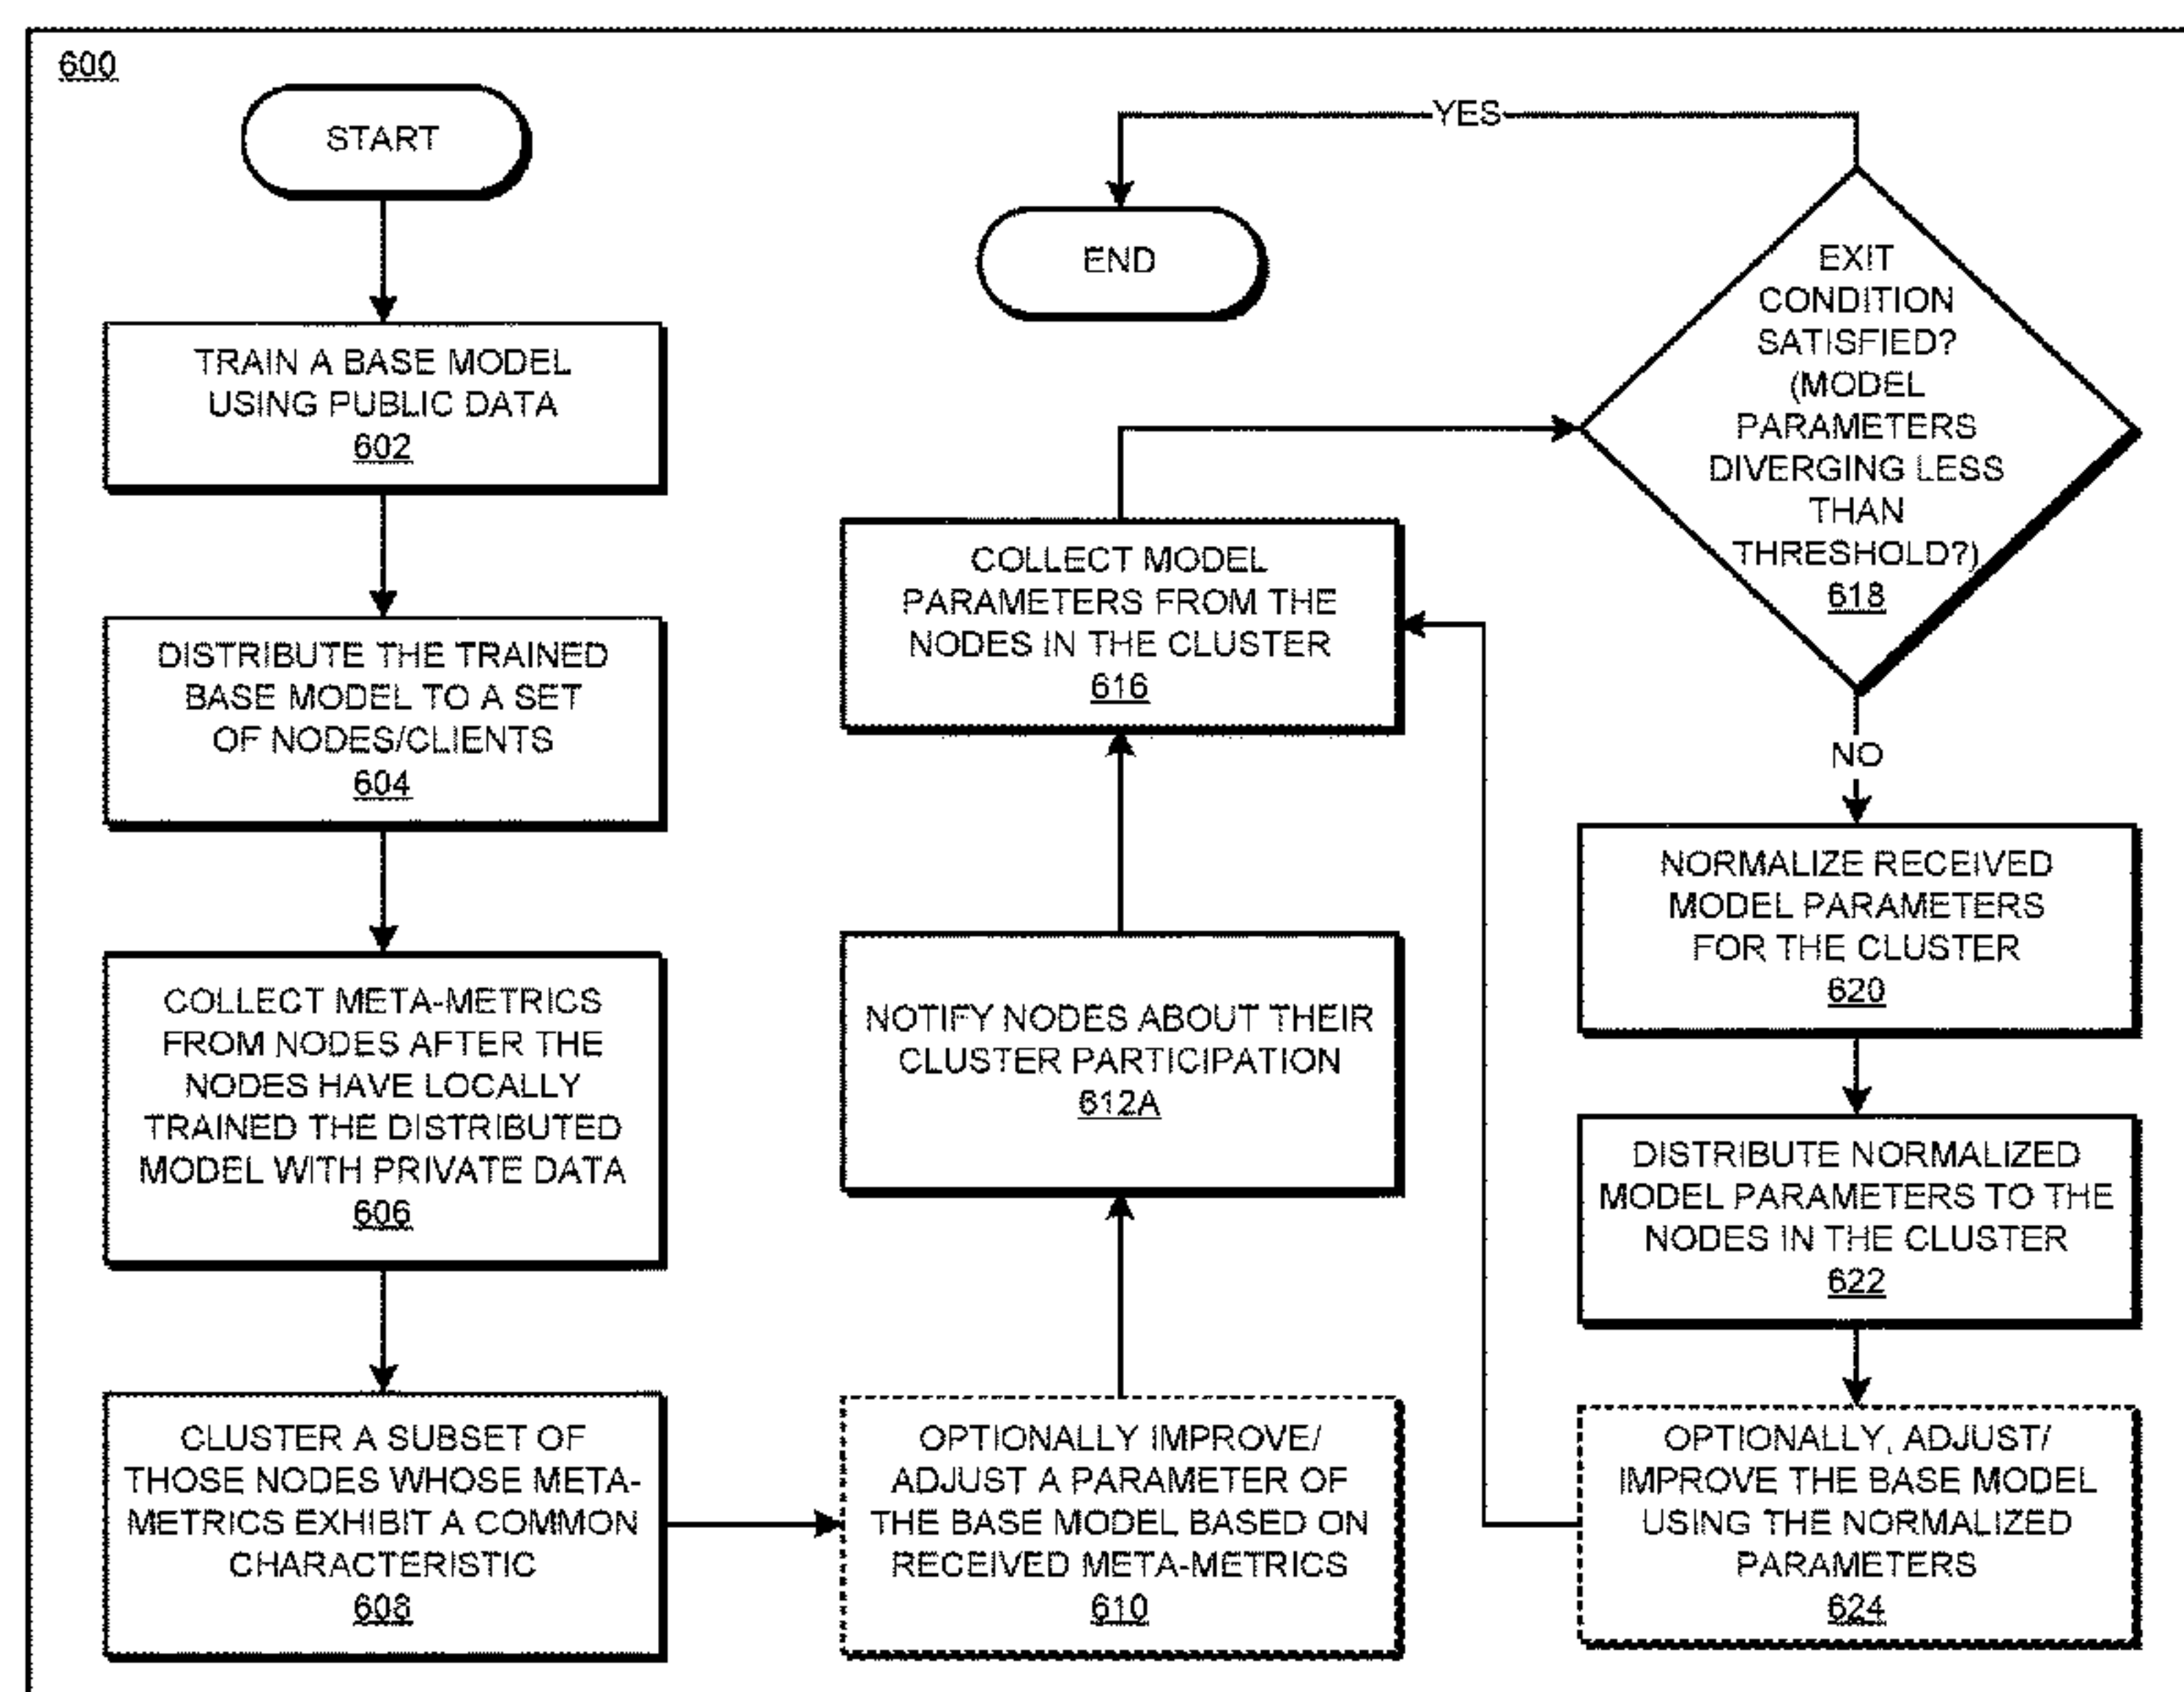 600
START
TRAIN A BASE MODEL
USING PUBLIC DATA
602
DISTRIBUTE THE TRAINED
BASE MODEL TO A SET
OF NODES/CLIENTS
604
COLLECT META-METRICS
FROM NODES AFTER THE
NODES HAVE LOCALLY
TRAINED THE DISTRIBUTED
MODEL WITH PRIVATE DATA
606
CLUSTER A SUBSET OF
THOSE NODES WHOSE META-
METRICS EXHIBIT A COMMON
CHARACTERISTIC
608
OPTIONALLY IMPROVE/
ADJUST A PARAMETER OF
THE BASE MODEL BASED ON
RECEIVED META-METRICS
610
NOTIFY NODES ABOUT THEIR
CLUSTER PARTICIPATION
612A
COLLECT MODEL
PARAMETERS FROM THE
NODES IN THE CLUSTER
616
EXIT
CONDITION
SATISFIED?
(MODEL
PARAMETERS
DIVERGING LESS
THAN
THRESHOLD?)
618
YES
END
NO
NORMALIZE RECEIVED
MODEL PARAMETERS
FOR THE CLUSTER
620
DISTRIBUTE NORMALIZED
MODEL PARAMETERS TO THE
NODES IN THE CLUSTER
622
OPTIONALLY, ADJUST/
IMPROVE THE BASE MODEL
USING THE NORMALIZED
PARAMETERS
624